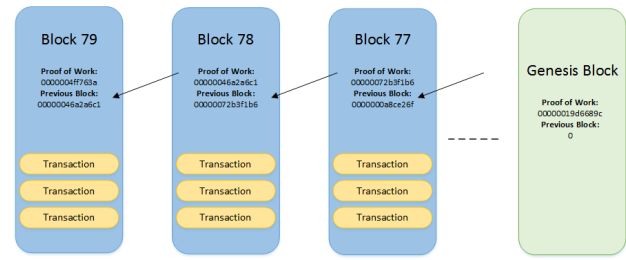 Block 79
Proof of Work:
0000004ff763a
Previous Block:
00000046a2a6c1
Transaction
Transaction
Transaction
Block 78
Proof of Work:
00000046a2a6c1
Previous Block:
00000072b3f1b6
Transaction
Transaction
Transaction
Block 77
Proof of Work:
00000072b3f1b6
Previous Block:
0000000a8ce26f
Transaction
Transaction
Transaction
Genesis Block
Proof of Work:
00000019d6689c
Previous Block:
0